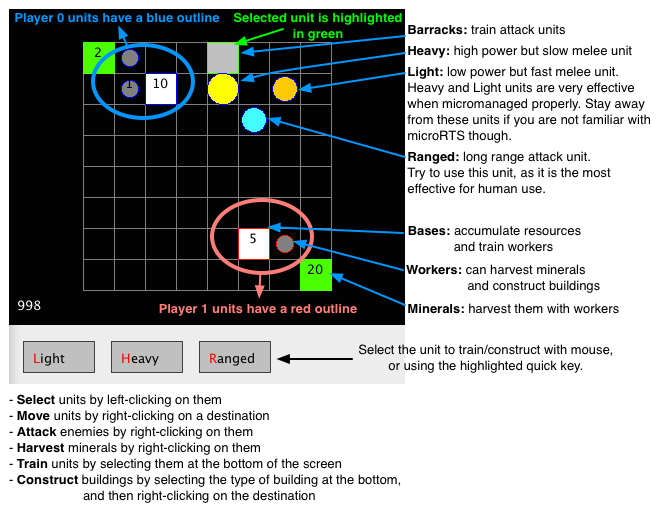 Player 0 units have a blue outline
Selected unit is highlighted
in green
Barracks: train attack units
Heavy: high power but slow melee unit
Light: low power but fast melee unit.
Heavy and Light units are very effective
when micromanaged properly. Stay away
from these units if you are not familiar with
microRTS though.
Ranged: long range attack unit.
Try to use this unit, as it is the most
effective for human use.
2
1
10
5
20
Bases: accumulate resources
and train workers
Workers: can harvest minerals
and construct buildings
Minerals: harvest them with workers
998
Player 1 units have a red outline
Light
Heavy
Ranged
Select the unit to train/construct with mouse,
or using the highlighted quick key.
- Select units by left-clicking on them
- Move units by right-clicking on a destination
- Attack enemies by right-clicking on them
- Harvest minerals by right-clicking on them
- Train units by selecting them at the bottom of the screen
- Construct buildings by selecting the type of building at the bottom,
and then right-clicking on the destination